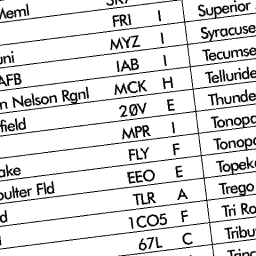 Meml
FRI I Superior
uni MYZ I Syracuse
AFB IAB I Tecumse
n Nelson Rgnl MCK H Telluride
field 20V E Thunde
MPR I Tonopa
ake FLY F Tonopa
oulter Fld EEO E Topeka
d TLR A Trego
1CO5 F Tri Ro
67L C Tribu